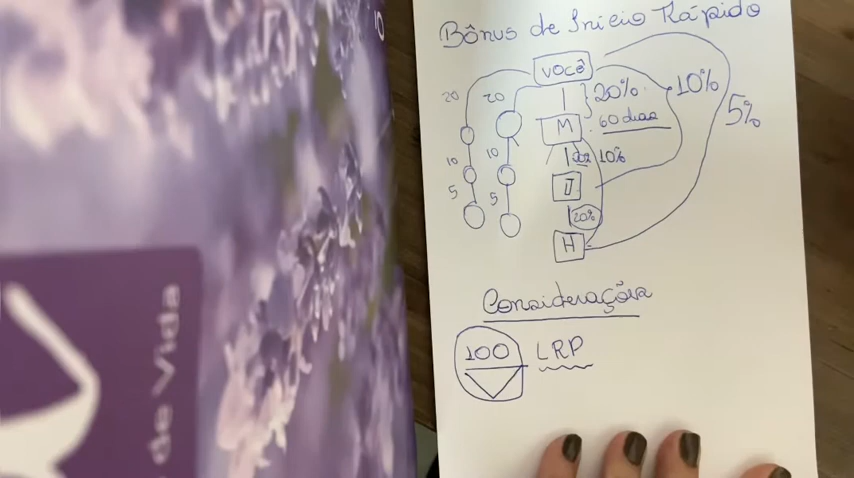 Bônus de Início Rápido
VOCÊ
20 20 20% 10%
M 60 dias 5%
10 10 10%
J
5 5 20%
H
Considerações
100 LRP
de Vida
10